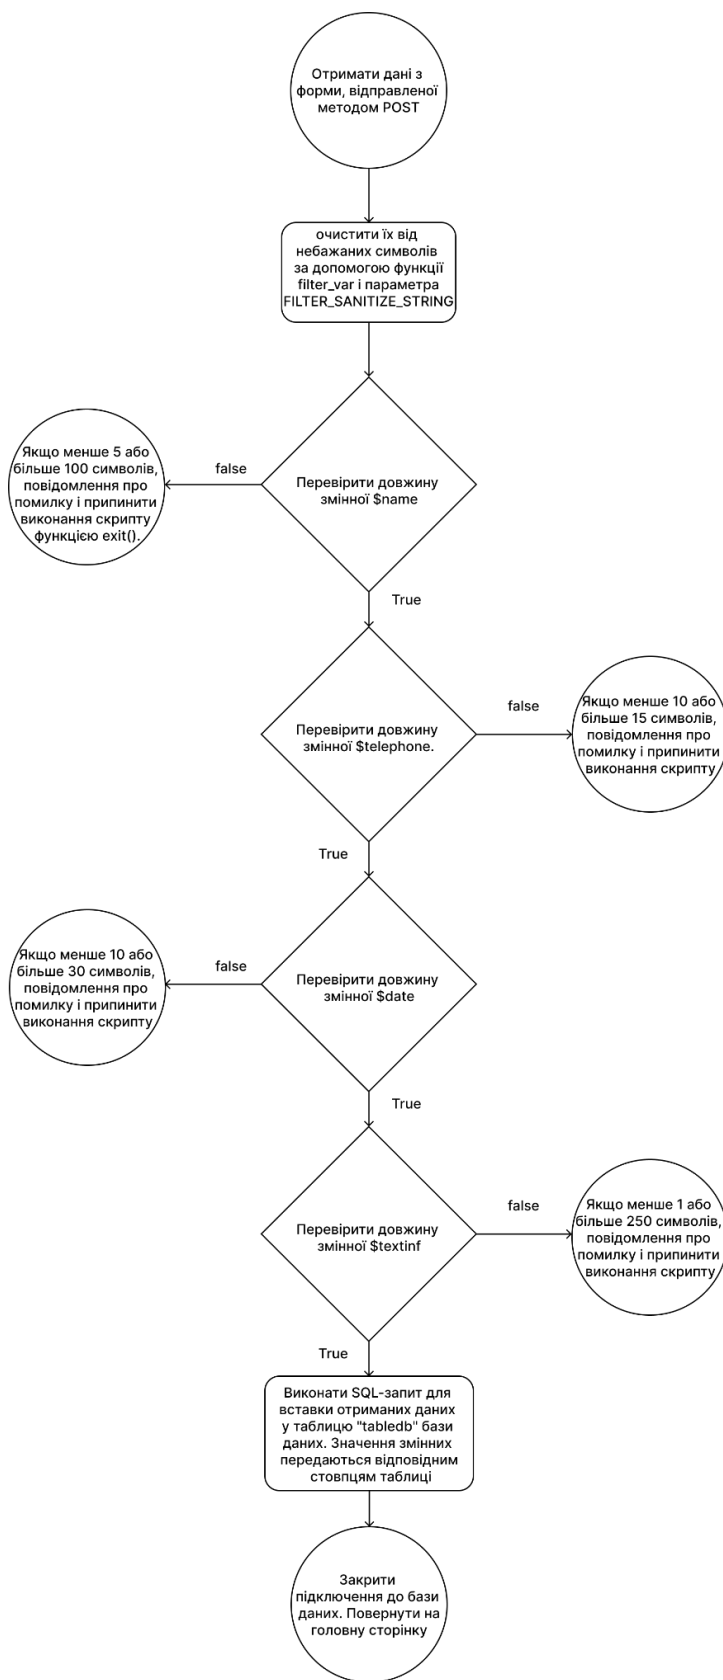 Отримати дані з
форми, відправленої
методом POST
очистити їх від
небажаних символів
за допомогою функції
filter_var і параметра
FILTER_SANITIZE_STRING
Якщо менше 5 або
більше 100 символів,
повідомлення про
помилку і припинити
виконання скрипту
функцією exit().
false
Перевірити довжину
змінної $name
True
Перевірити довжину
змінної $telephone.
false
Якщо менше 10 або
більше 15 символів,
повідомлення про
помилку і припинити
виконання скрипту
True
Якщо менше 10 або
більше 30 символів,
повідомлення про
помилку і припинити
виконання скрипту
false
Перевірити довжину
змінної $date
True
Перевірити довжину
змінної $textinf
false
Якщо менше 1 або
більше 250 символів,
повідомлення про
помилку і припинити
виконання скрипту
True
Виконати SQL-запит для
вставки отриманих даних
у таблицю "tabledb" бази
даних. Значення змінних
передаються відповідним
стовпцям таблиці
Закрити
підключення до бази
даних. Повернути на
головну сторінку